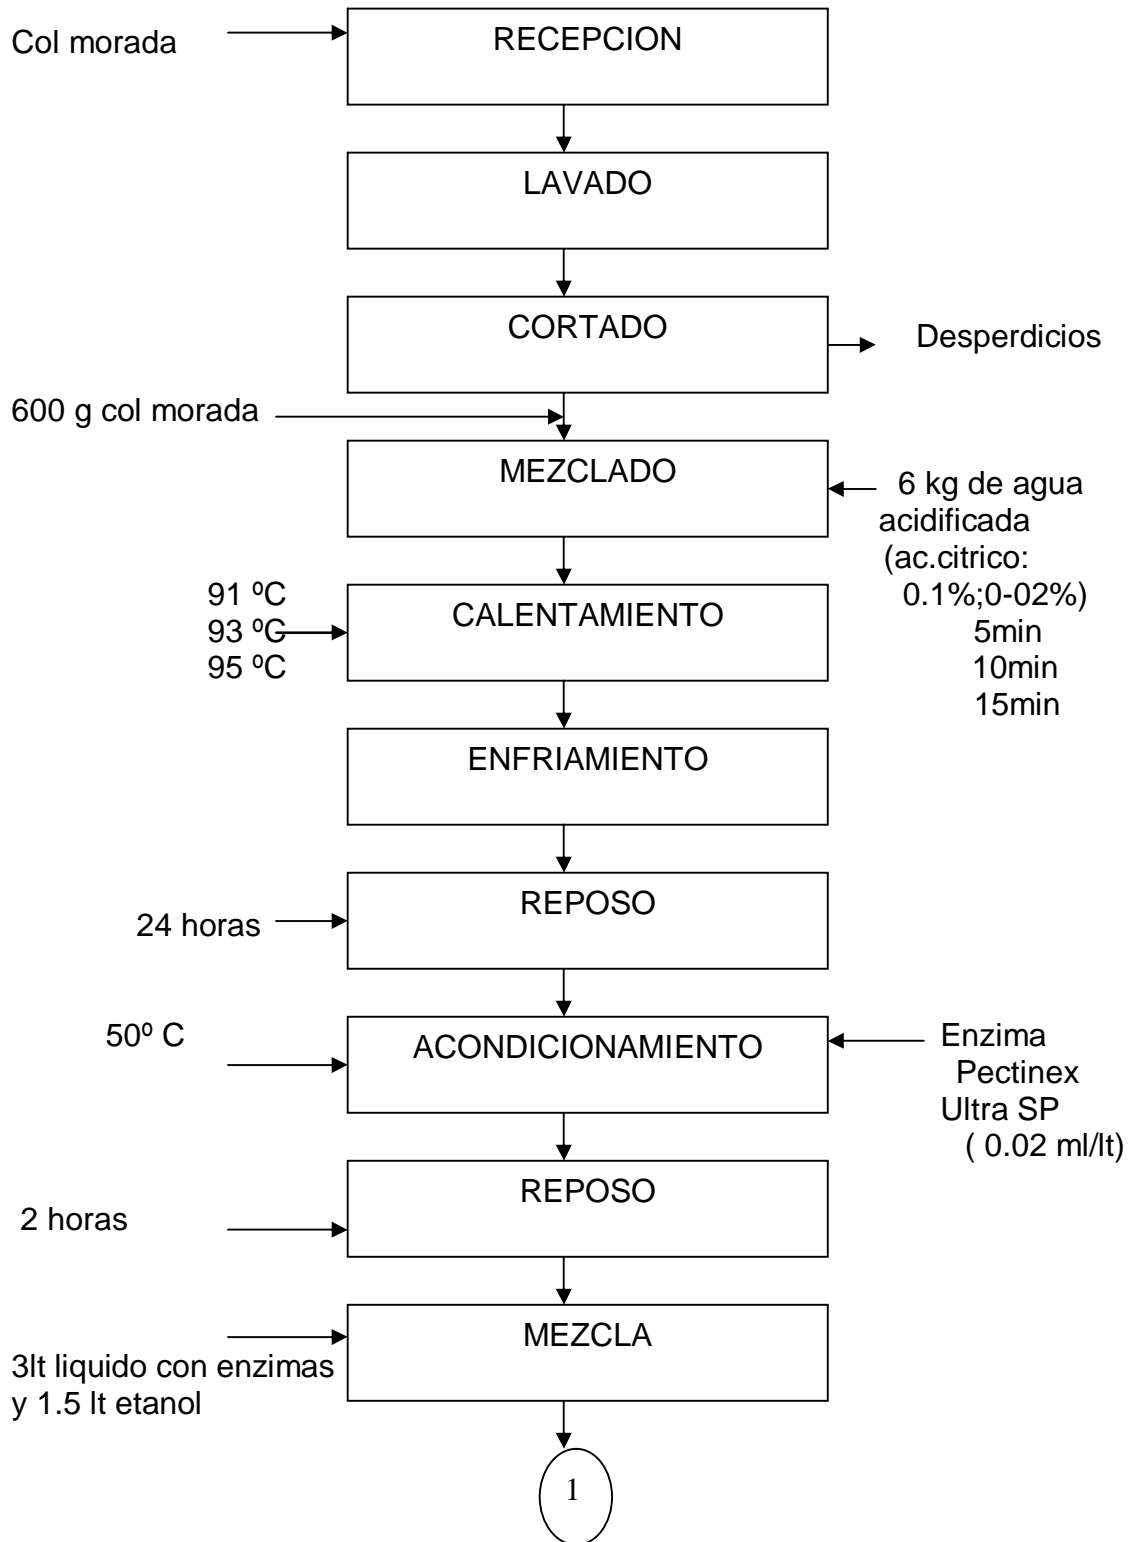 Col morada
RECEPCION
LAVADO
CORTADO
Desperdicios
600 g col morada
MEZCLADO
6 kg de agua
acidificada
(ac.citrico:
0.1%;0-02%)
5min
10min
15min
91 ºC
93 ºC
95 ºC
CALENTAMIENTO
ENFRIAMIENTO
24 horas
REPOSO
50º C
ACONDICIONAMIENTO
Enzima
Pectinex
Ultra SP
( 0.02 ml/lt)
2 horas
REPOSO
MEZCLA
3lt liquido con enzimas
y 1.5 lt etanol
1